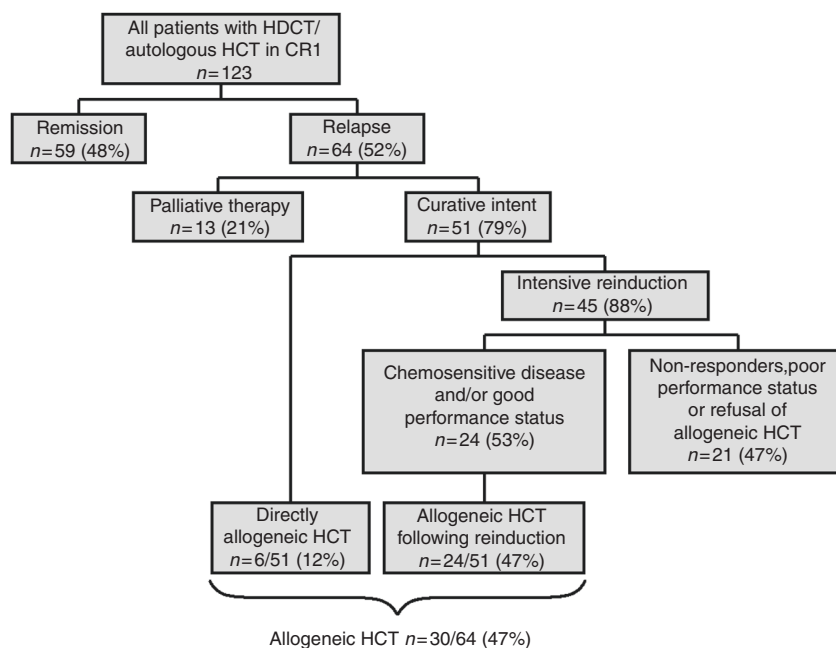 All patients with HDCT/
autologous HCT in CR1
n=123
Remission
n=59 (48%)
Relapse
n=64 (52%)
Palliative therapy
n=13 (21%)
Curative intent
n=51 (79%)
Intensive reinduction
n=45 (88%)
Chemosensitive disease
and/or good
performance status
n=24 (53%)
Non-responders,poor
performance status
or refusal of
allogeneic HCT
n=21 (47%)
Directly
allogeneic HCT
n=6/51 (12%)
Allogeneic HCT
following reinduction
n=24/51 (47%)
Allogeneic HCT n=30/64 (47%)